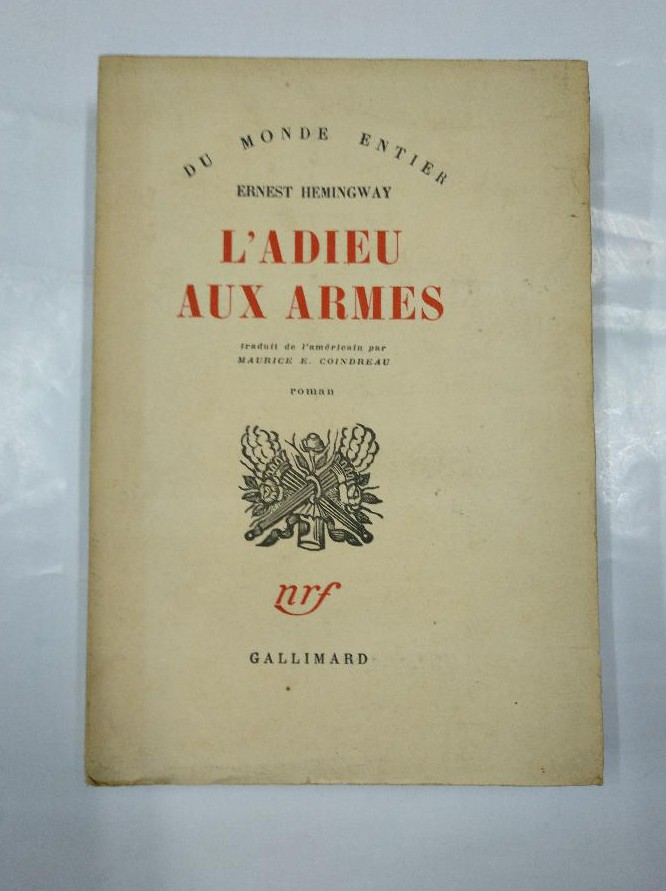 DU MONDE ENTIER
ERNEST HEMINGWAY
L'ADIEU
AUX ARMES
traduit de l'américain par
MAURICE E. COINDREAU
roman
nrf
GALLIMARD